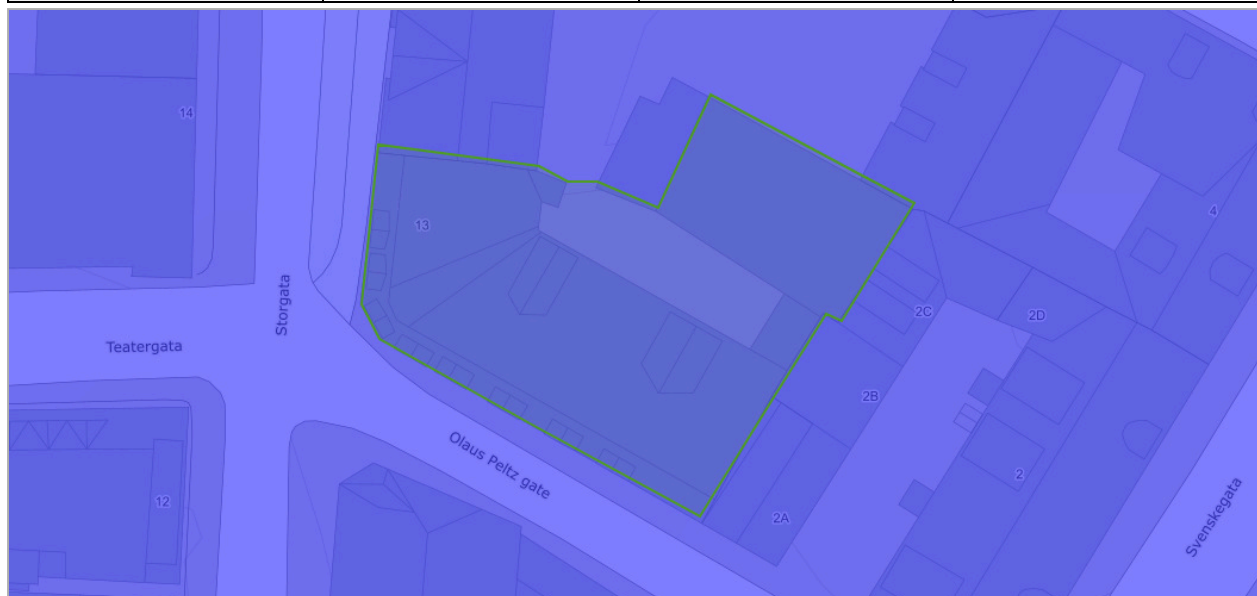 14
13
4
Storgata
2C
2D
Teatergata
2B
Olaus Peltz gate
2
12
2A
Svenskegata